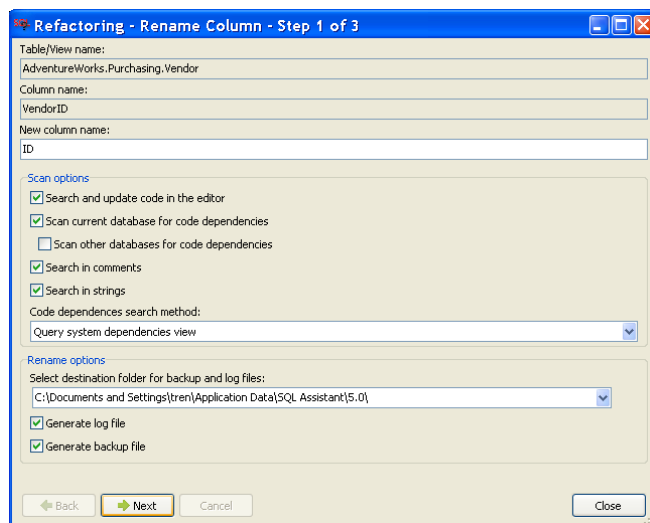 Refactoring - Rename Column - Step 1 of 3
Table/View name:
AdventureWorks.Purchasing.Vendor
Column name:
VendorID
New column name:
ID
Scan options
Search and update code in the editor
Scan current database for code dependencies
Scan other databases for code dependencies
Search in comments
Search in strings
Code dependences search method:
Query system dependencies view
Rename options
Select destination folder for backup and log files:
C:\Documents and Settings\tren\Application Data\SQL Assistant\5.0\
Generate log file
Generate backup file
Back Next Cancel Close